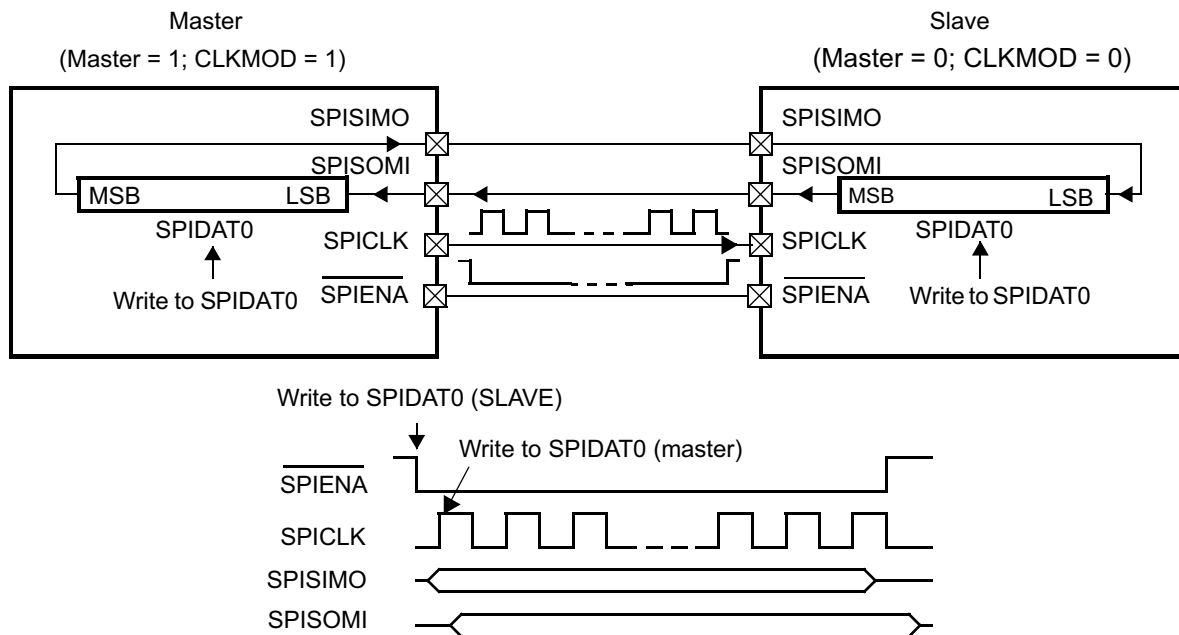 Master
(Master = 1; CLKMOD = 1)
Slave
(Master = 0; CLKMOD = 0)
SPISIMO
SPISOMI
MSB LSB
SPIDAT0
Write to SPIDAT0
SPICLK
SPIENA
SPISIMO
SPISOMI
MSB LSB
SPIDAT0
Write to SPIDAT0
SPICLK
SPIENA
Write to SPIDAT0 (SLAVE)
Write to SPIDAT0 (master)
SPIENA
SPICLK
SPISIMO
SPISOMI